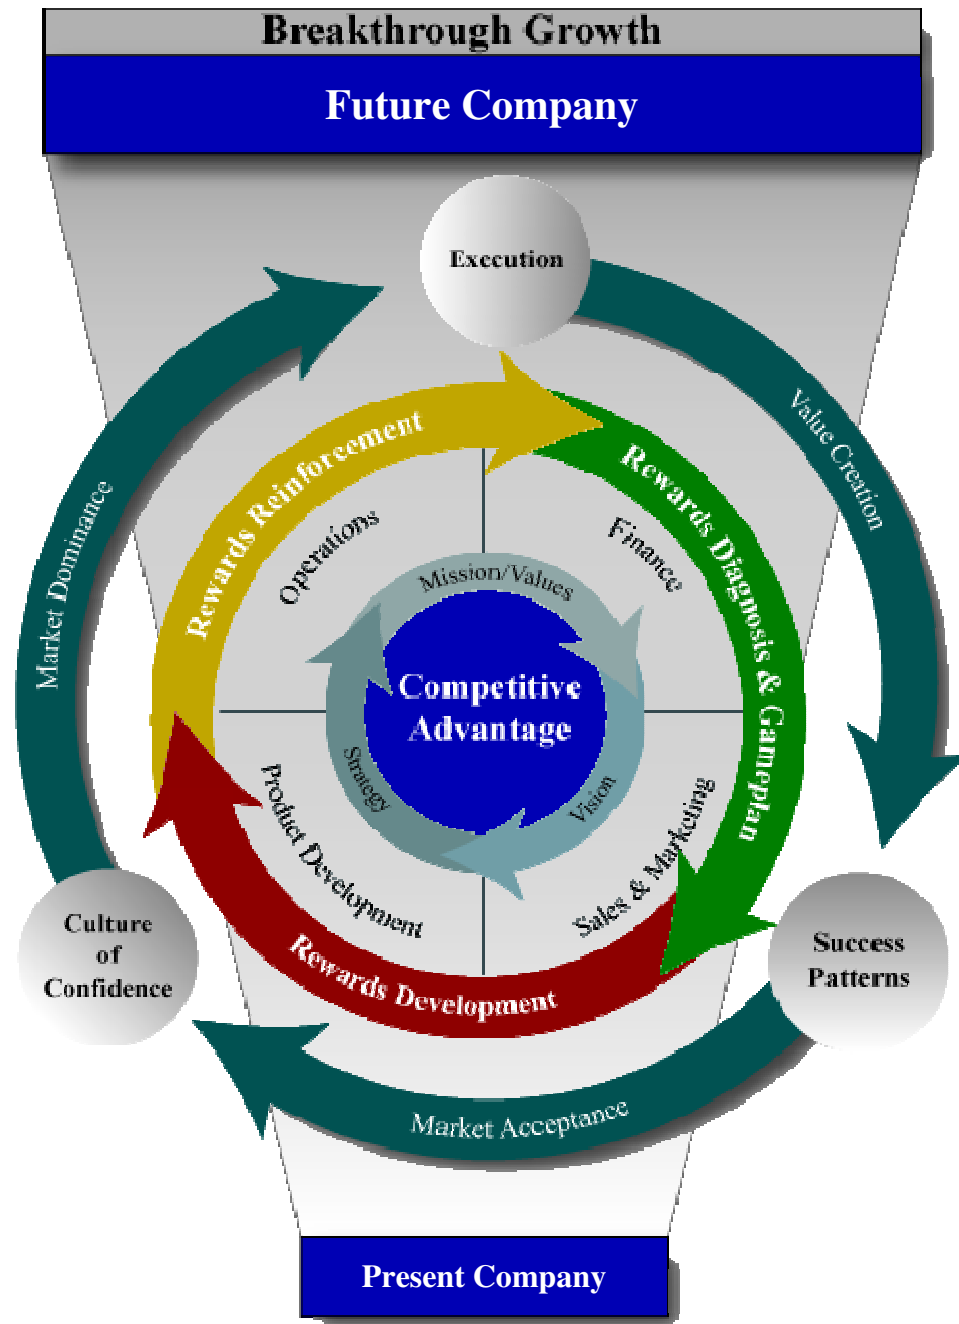 Breakthrough Growth
Future Company
Execution
Value Creation
Market Dominance
Rewards Reinforcement
Rewards Diagnosis & Gameplan
Operations
Finance
Mission/Values
Competitive
Advantage
Strategy
Vision
Product Development
Sales & Marketing
Rewards Development
Culture
of
Confidence
Success
Patterns
Market Acceptance
Present Company